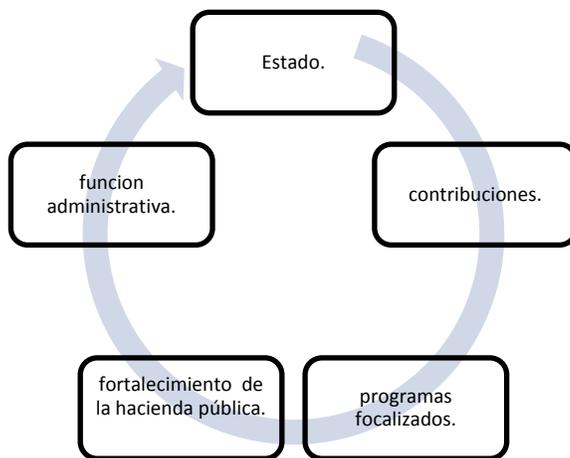 Estado.
contribuciones.
programas
focalizados.
fortalecimiento de
la hacienda pública.
funcion
administrativa.